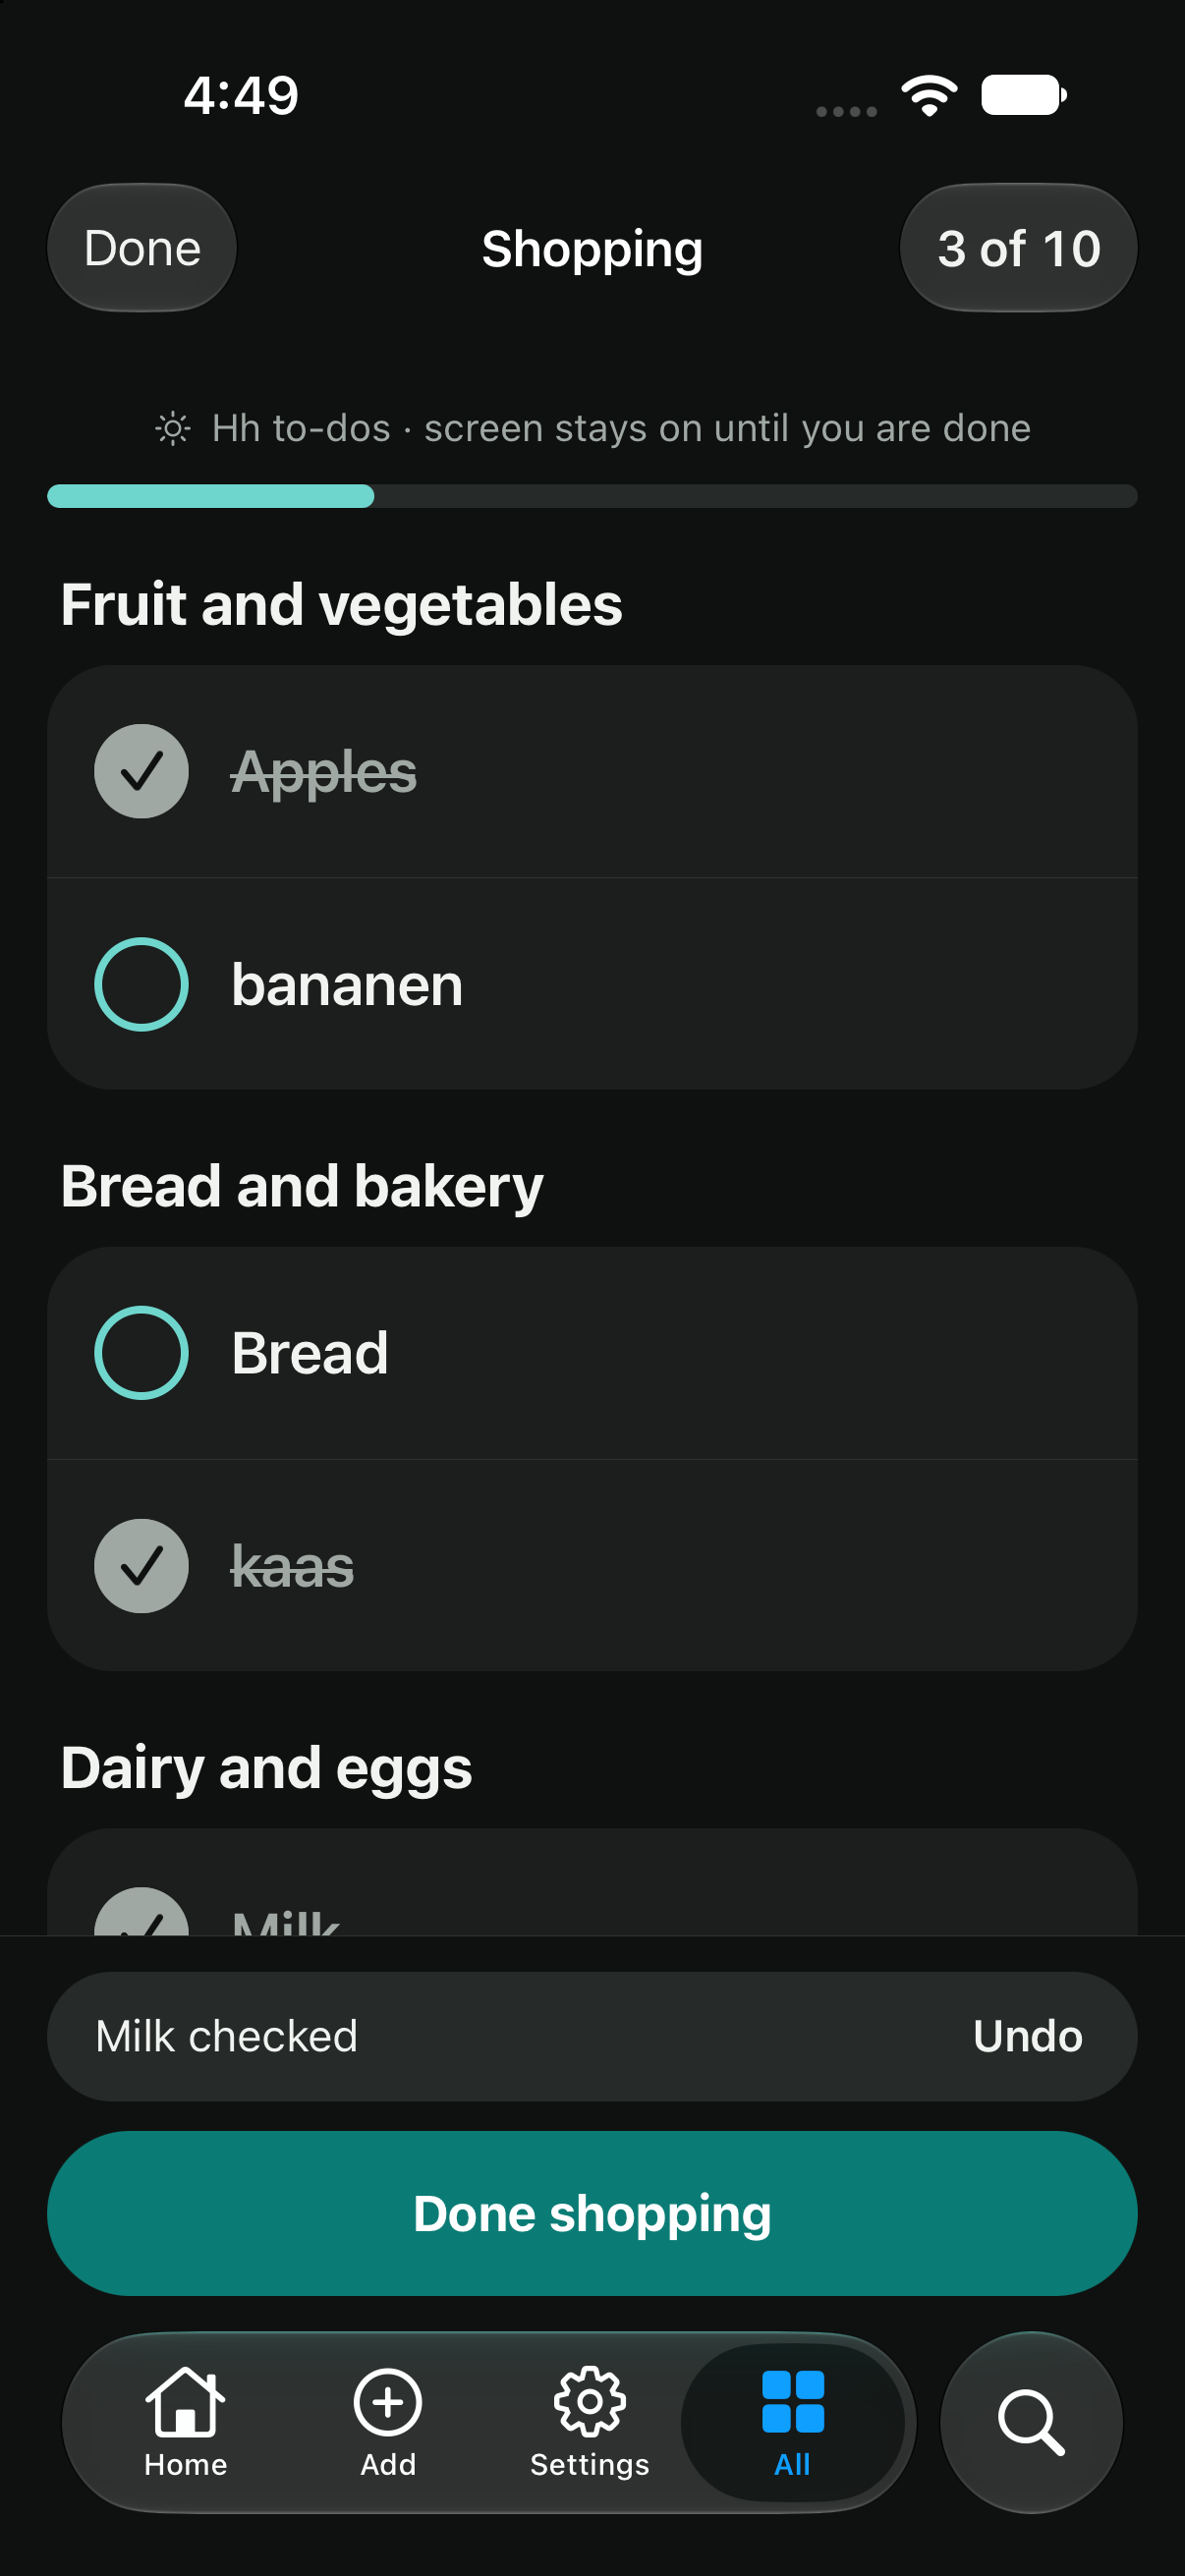 4:49
Done
Shopping
3 of 10
Hh to-dos · screen stays on until you are done
Fruit and vegetables
Apples
bananen
Bread and bakery
Bread
kaas
Dairy and eggs
Milk
Milk checked
Undo
Done shopping
Home
Add
Settings
All